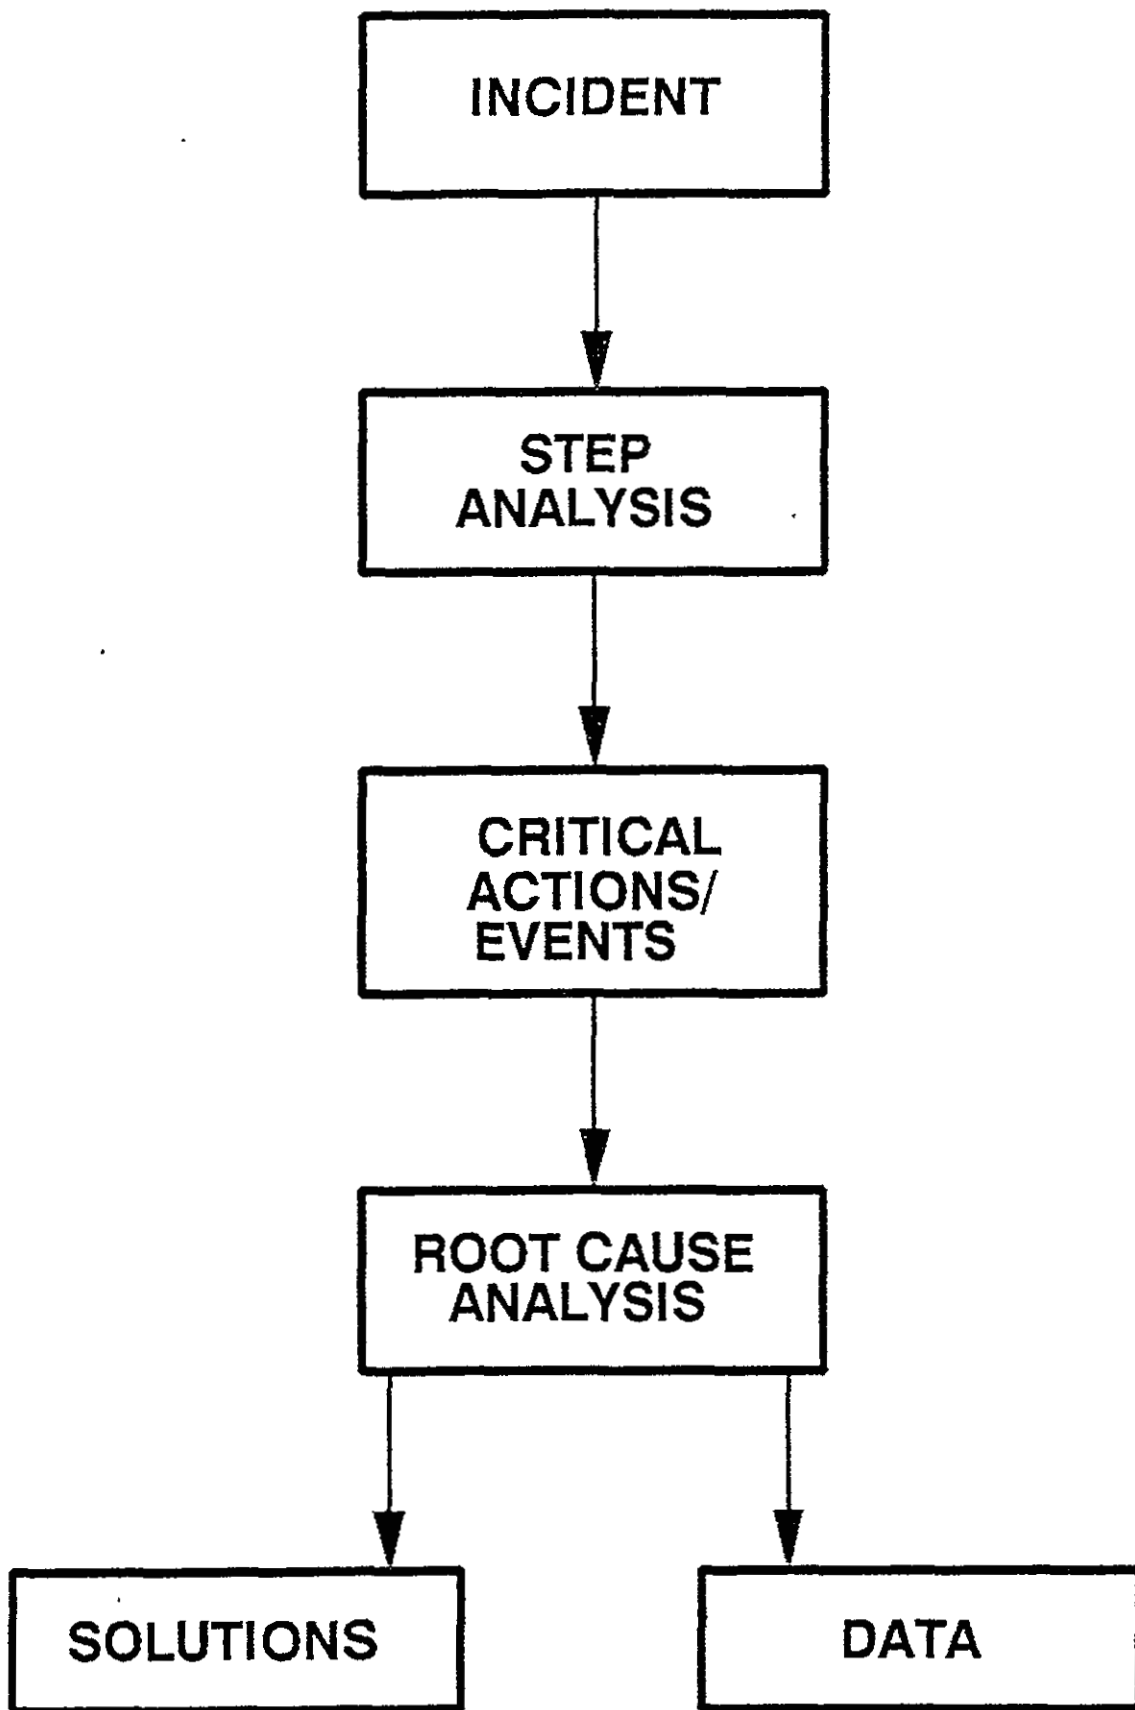 INCIDENT
STEP
ANALYSIS
CRITICAL
ACTIONS/
EVENTS
ROOT CAUSE
ANALYSIS
SOLUTIONS
DATA